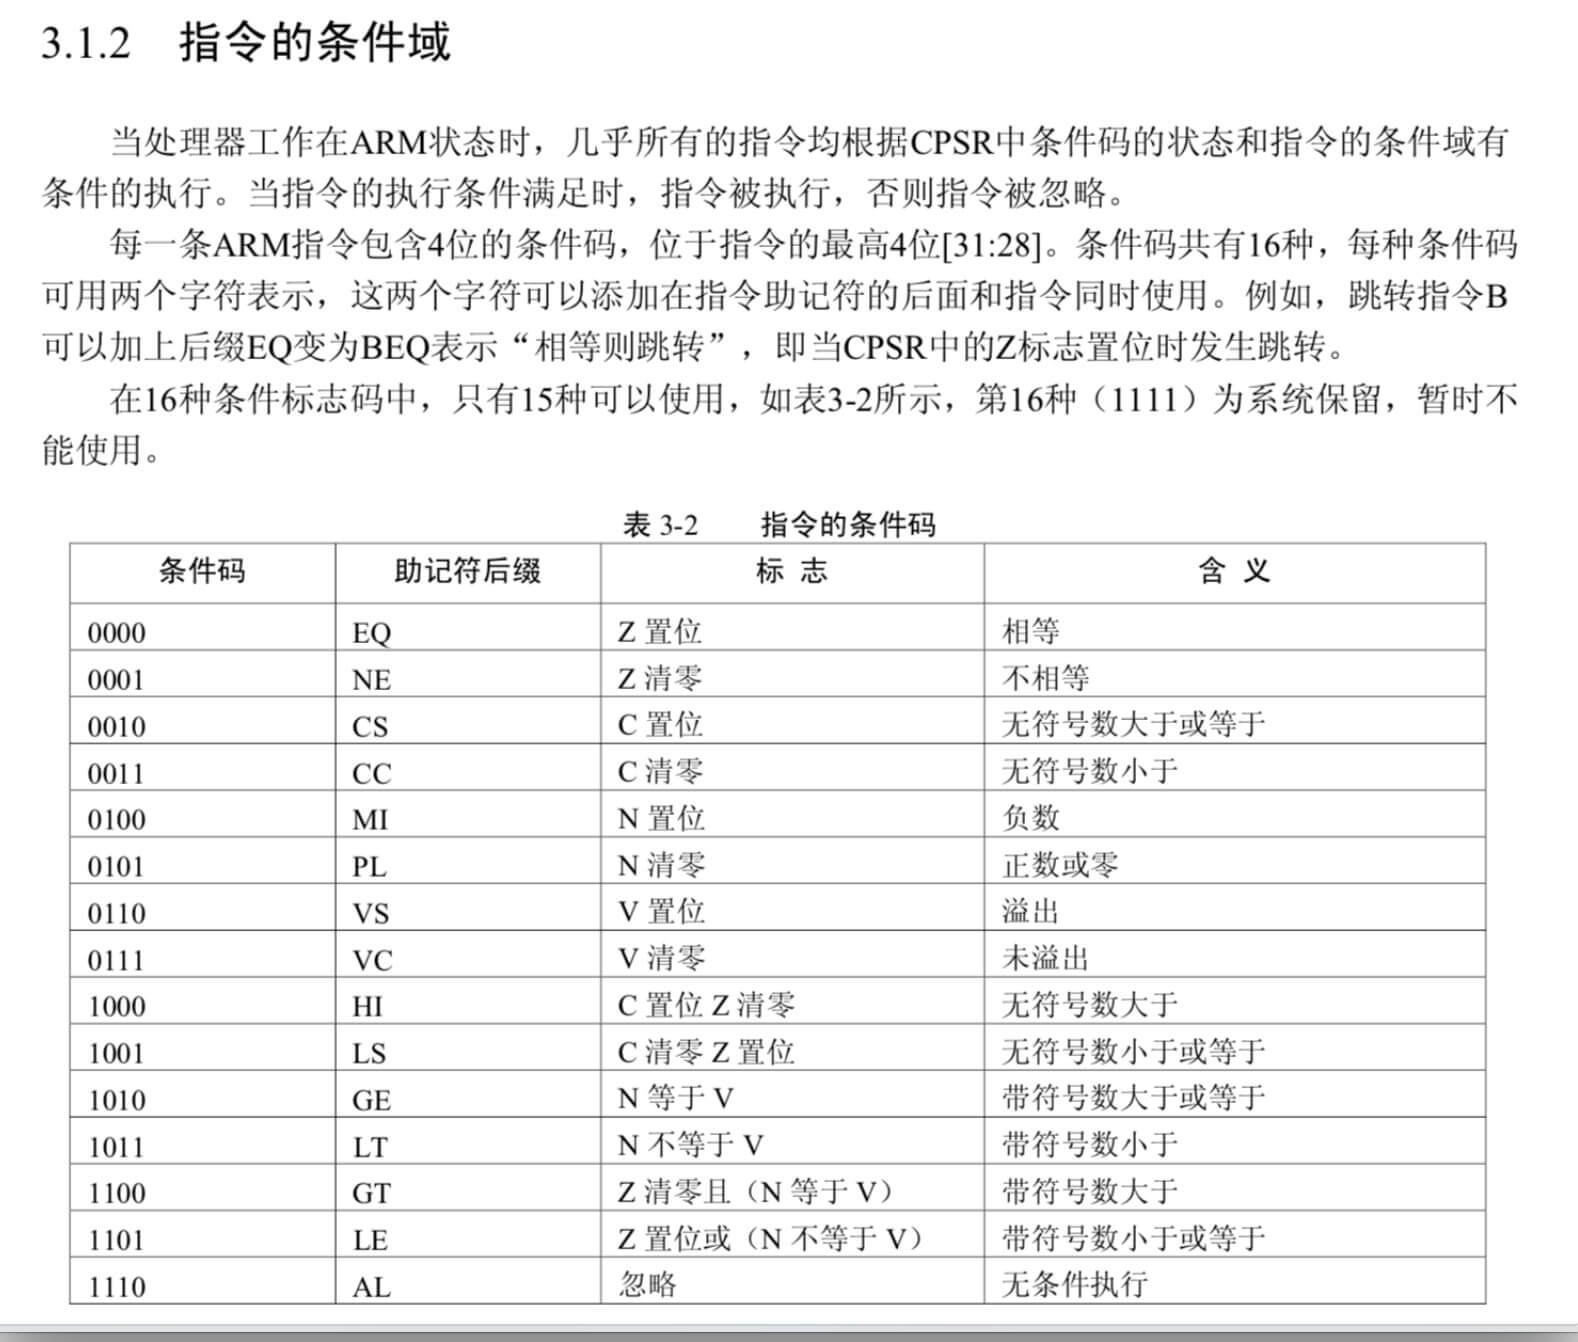 3.1.2 指令的条件域
当处理器工作在ARM状态时，几乎所有的指令均根据CPSR中条件码的状态和指令的条件域有
条件的执行。当指令的执行条件满足时，指令被执行，否则指令被忽略。
每一条ARM指令包含4位的条件码，位于指令的最高4位[31:28]。条件码共有16种，每种条件码
可用两个字符表示，这两个字符可以添加在指令助记符的后面和指令同时使用。例如，跳转指令B
可以加上后缀EQ变为BEQ表示“相等则跳转”，即当CPSR中的Z标志置位时发生跳转。
在16种条件标志码中，只有15种可以使用，如表3-2所示，第16种（1111）为系统保留，暂时不
能使用。
表 3-2 指令的条件码
条件码 助记符后缀 标 志 含 义
0000 EQ Z 置位 相等
0001 NE Z 清零 不相等
0010 CS C 置位 无符号数大于或等于
0011 CC C 清零 无符号数小于
0100 MI N 置位 负数
0101 PL N 清零 正数或零
0110 VS V 置位 溢出
0111 VC V 清零 未溢出
1000 HI C 置位 Z 清零 无符号数大于
1001 LS C 清零 Z 置位 无符号数小于或等于
1010 GE N 等于 V 带符号数大于或等于
1011 LT N 不等于 V 带符号数小于
1100 GT Z 清零且（N 等于 V） 带符号数大于
1101 LE Z 置位或（N 不等于 V） 带符号数小于或等于
1110 AL 忽略 无条件执行